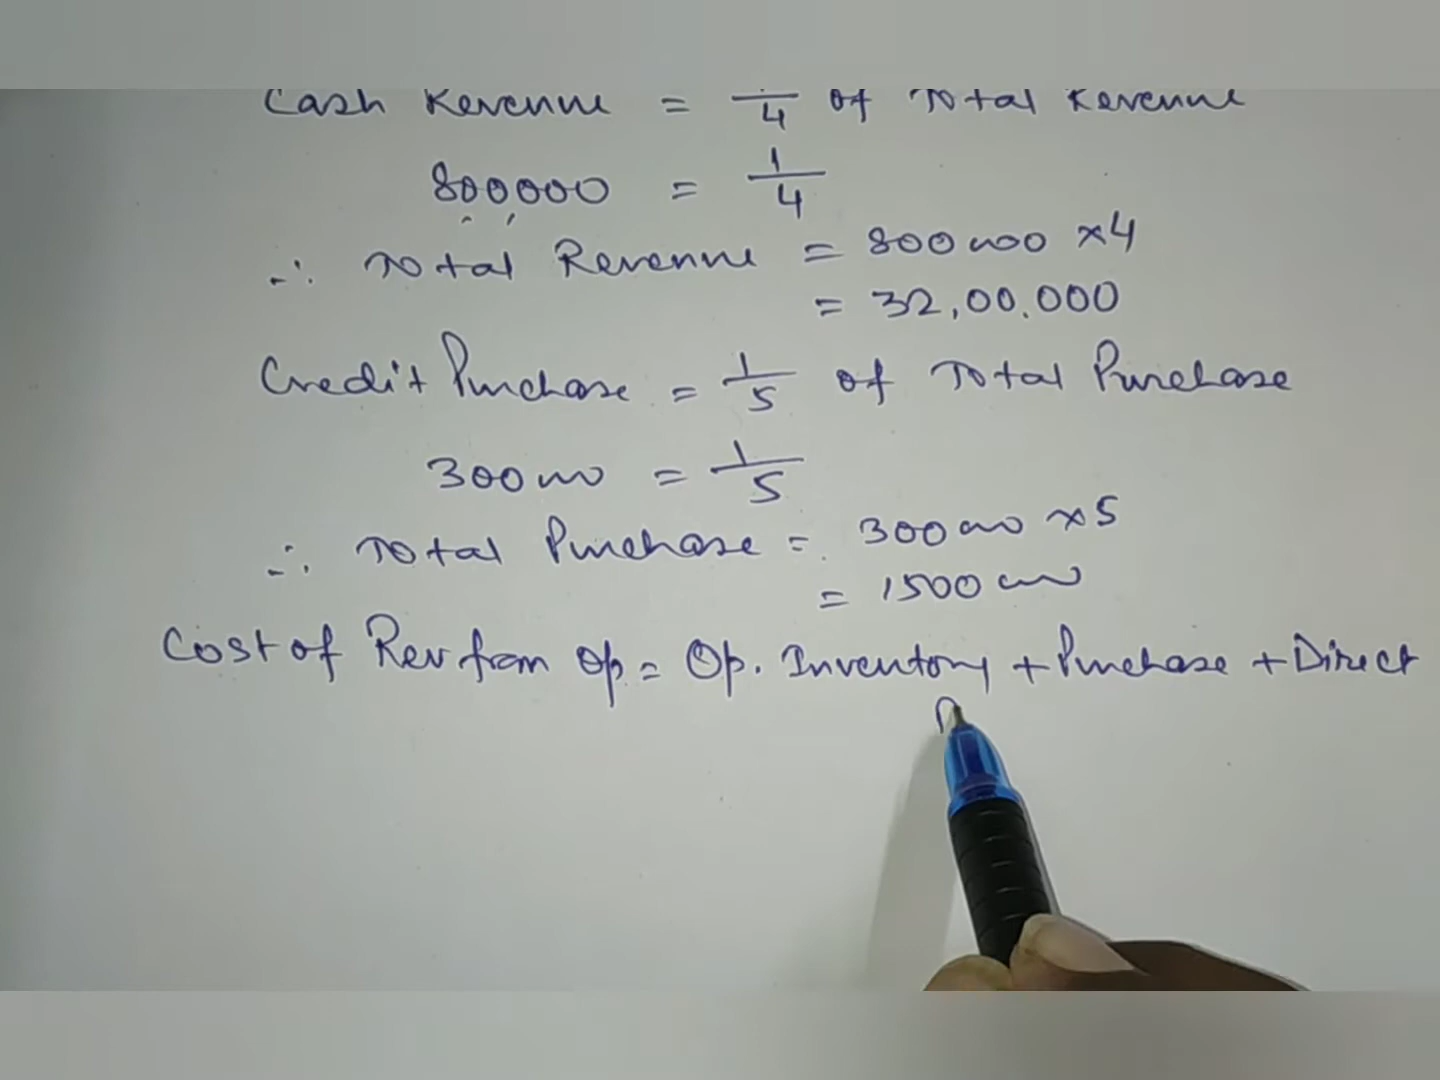 Cash Revenue = 1/4 of Total Revenue
800000 = 1/4
∴ Total Revenue = 800000 x4
= 32,00,000
Credit Purchase = 1/5 of Total Purchase
300000 = 1/5
∴ Total Purchase = 300000 x5
= 1500000
Cost of Rev from Op = Op. Inventory + Purchase + Direct